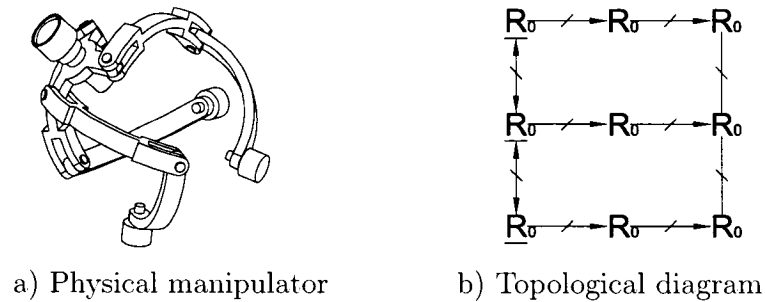 R₀ R₀ R₀
R₀ R₀ R₀
R₀ R₀ R₀
a) Physical manipulator
b) Topological diagram